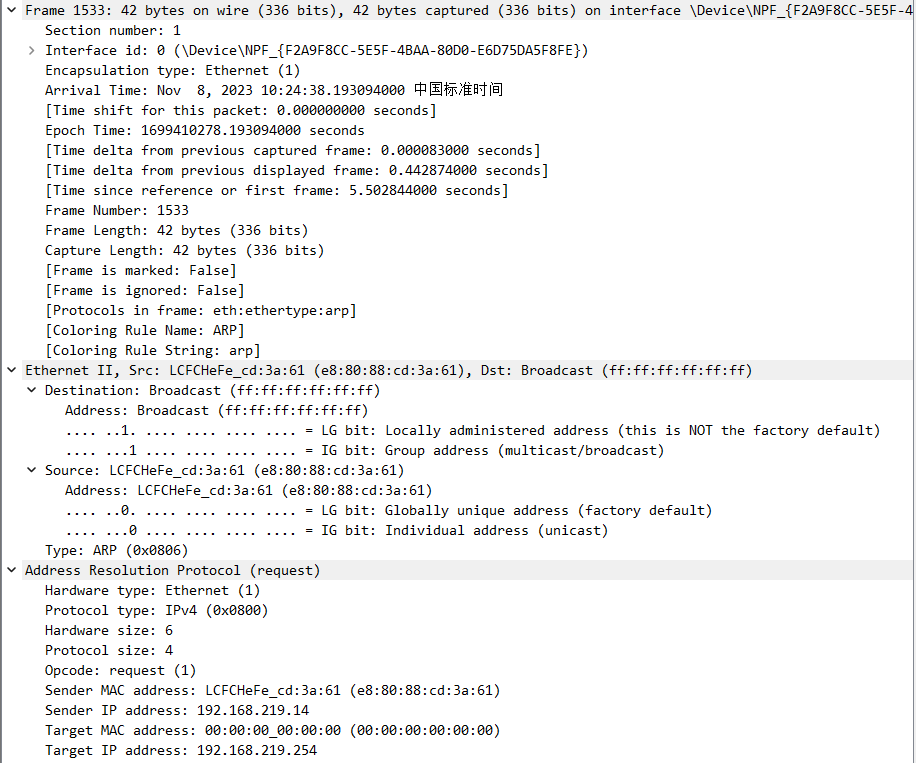 Frame 1533: 42 bytes on wire (336 bits), 42 bytes captured (336 bits) on interface \Device\NPF_{F2A9F8CC-5E5F-4
Section number: 1
Interface id: 0 (\Device\NPF_{F2A9F8CC-5E5F-4BAA-80D0-E6D75DA5F8FE})
Encapsulation type: Ethernet (1)
Arrival Time: Nov  8, 2023 10:24:38.193094000 中国标准时间
[Time shift for this packet: 0.000000000 seconds]
Epoch Time: 1699410278.193094000 seconds
[Time delta from previous captured frame: 0.000083000 seconds]
[Time delta from previous displayed frame: 0.442874000 seconds]
[Time since reference or first frame: 5.502844000 seconds]
Frame Number: 1533
Frame Length: 42 bytes (336 bits)
Capture Length: 42 bytes (336 bits)
[Frame is marked: False]
[Frame is ignored: False]
[Protocols in frame: eth:ethertype:arp]
[Coloring Rule Name: ARP]
[Coloring Rule String: arp]
Ethernet II, Src: LCFCHeFe_cd:3a:61 (e8:80:88:cd:3a:61), Dst: Broadcast (ff:ff:ff:ff:ff:ff)
Destination: Broadcast (ff:ff:ff:ff:ff:ff)
Address: Broadcast (ff:ff:ff:ff:ff:ff)
.... ..1. .... .... .... .... = LG bit: Locally administered address (this is NOT the factory default)
.... ...1 .... .... .... .... = IG bit: Group address (multicast/broadcast)
Source: LCFCHeFe_cd:3a:61 (e8:80:88:cd:3a:61)
Address: LCFCHeFe_cd:3a:61 (e8:80:88:cd:3a:61)
.... ..0. .... .... .... .... = LG bit: Globally unique address (factory default)
.... ...0 .... .... .... .... = IG bit: Individual address (unicast)
Type: ARP (0x0806)
Address Resolution Protocol (request)
Hardware type: Ethernet (1)
Protocol type: IPv4 (0x0800)
Hardware size: 6
Protocol size: 4
Opcode: request (1)
Sender MAC address: LCFCHeFe_cd:3a:61 (e8:80:88:cd:3a:61)
Sender IP address: 192.168.219.14
Target MAC address: 00:00:00_00:00:00 (00:00:00:00:00:00)
Target IP address: 192.168.219.254